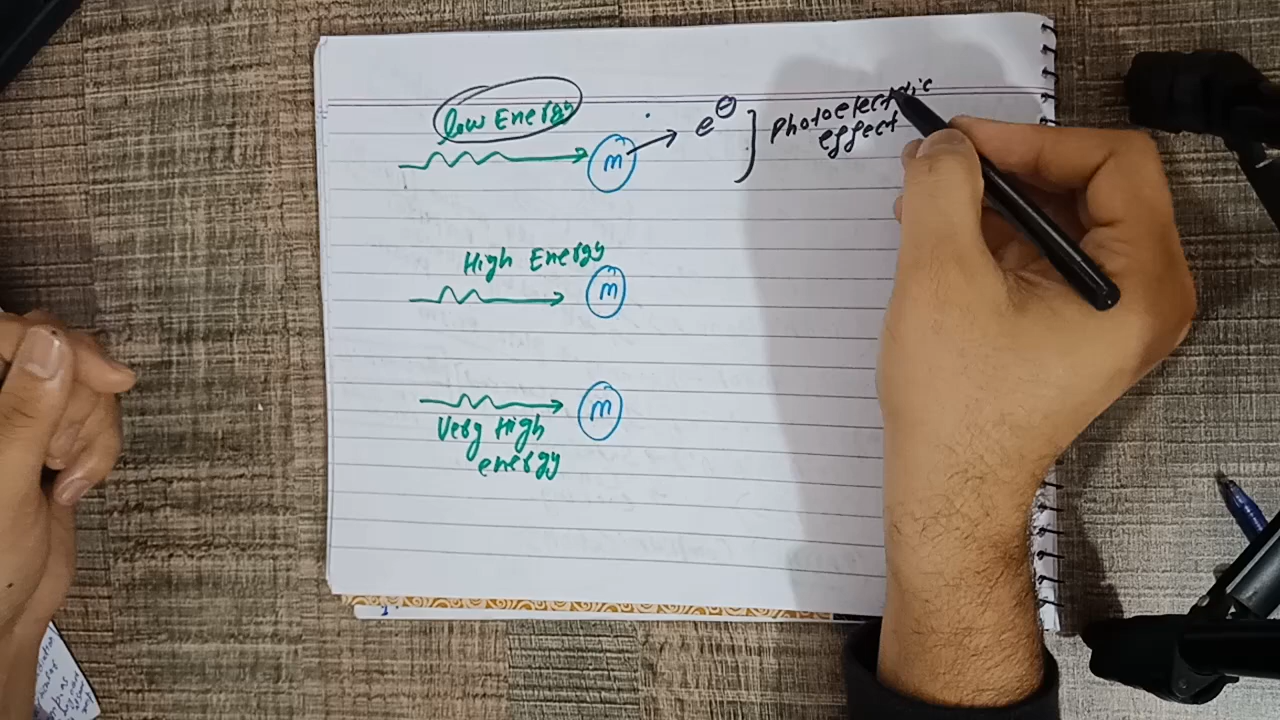 low Energy
m → e⊖ } Photoelectric
effect
High Energy
m
m
Very High
energy